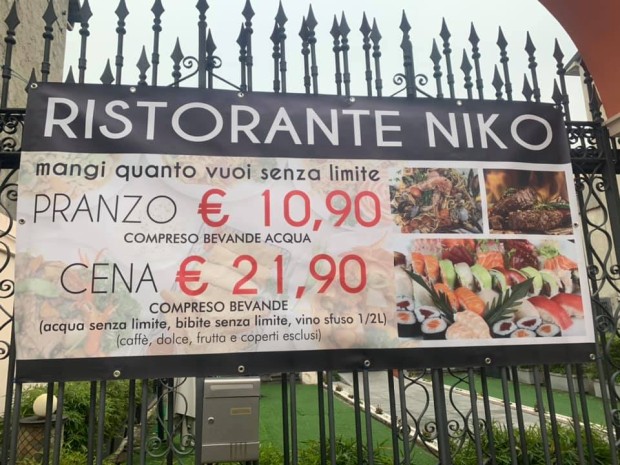 RISTORANTE NIKO
mangi quanto vuoi senza limite
PRANZO € 10,90
COMPRESO BEVANDE ACQUA
CENA € 21,90
COMPRESO BEVANDE
(acqua senza limite, bibite senza limite, vino sfuso 1/2L)
(caffè, dolce, frutta e coperti esclusi)